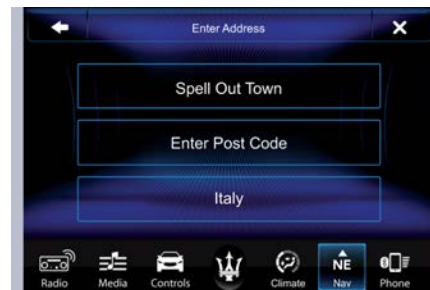 Enter Address
Spell Out Town
Enter Post Code
Italy
NE
Radio Media Controls Climate Nav Phone